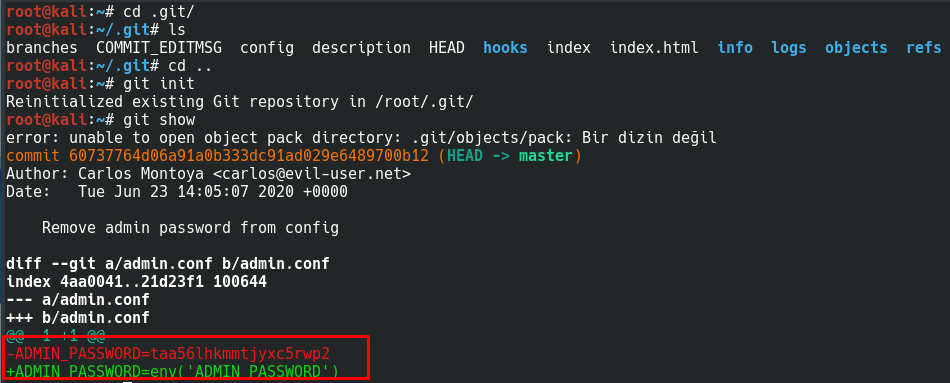 root@kali:~# cd .git/
root@kali:~/.git# ls
branches  COMMIT_EDITMSG  config  description  HEAD  hooks  index  index.html  info  logs  objects  refs
root@kali:~/.git# cd ..
root@kali:~# git init
Reinitialized existing Git repository in /root/.git/
root@kali:~# git show
error: unable to open object pack directory: .git/objects/pack: Bir dizin değil
commit 60737764d06a91a0b333dc91ad029e6489700b12 (HEAD -> master)
Author: Carlos Montoya <carlos@evil-user.net>
Date:   Tue Jun 23 14:05:07 2020 +0000
    Remove admin password from config
diff --git a/admin.conf b/admin.conf
index 4aa0041..21d23f1 100644
--- a/admin.conf
+++ b/admin.conf
@@ -1 +1 @@
-ADMIN_PASSWORD=taa56lhkmmtjyxc5rwp2
+ADMIN_PASSWORD=env('ADMIN_PASSWORD')